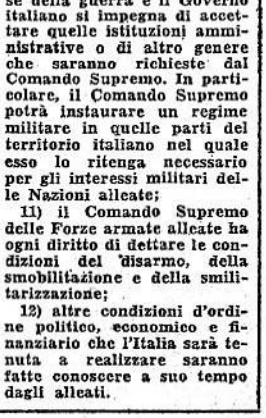 se della guerra e il Governo
italiano si impegna di accet-
tare quelle istituzioni ammi-
nistrative o di altro genere
che saranno richieste dal
Comando Supremo. In parti-
colare, il Comando Supremo
potrà instaurare un regime
militare in quelle parti del
territorio italiano nel quale
esso lo ritenga necessario
per gli interessi militari del-
le Nazioni alleate;
11) il Comando Supremo
delle Forze armate alleate ha
ogni diritto di dettare le con-
dizioni del disarmo, della
smobilitazione e della smili-
tarizzazione;
12) altre condizioni d'ordi-
ne politico, economico e fi-
nanziario che l'Italia sarà te-
nuta a realizzare saranno
fatte conoscere a suo tempo
dagli alleati.